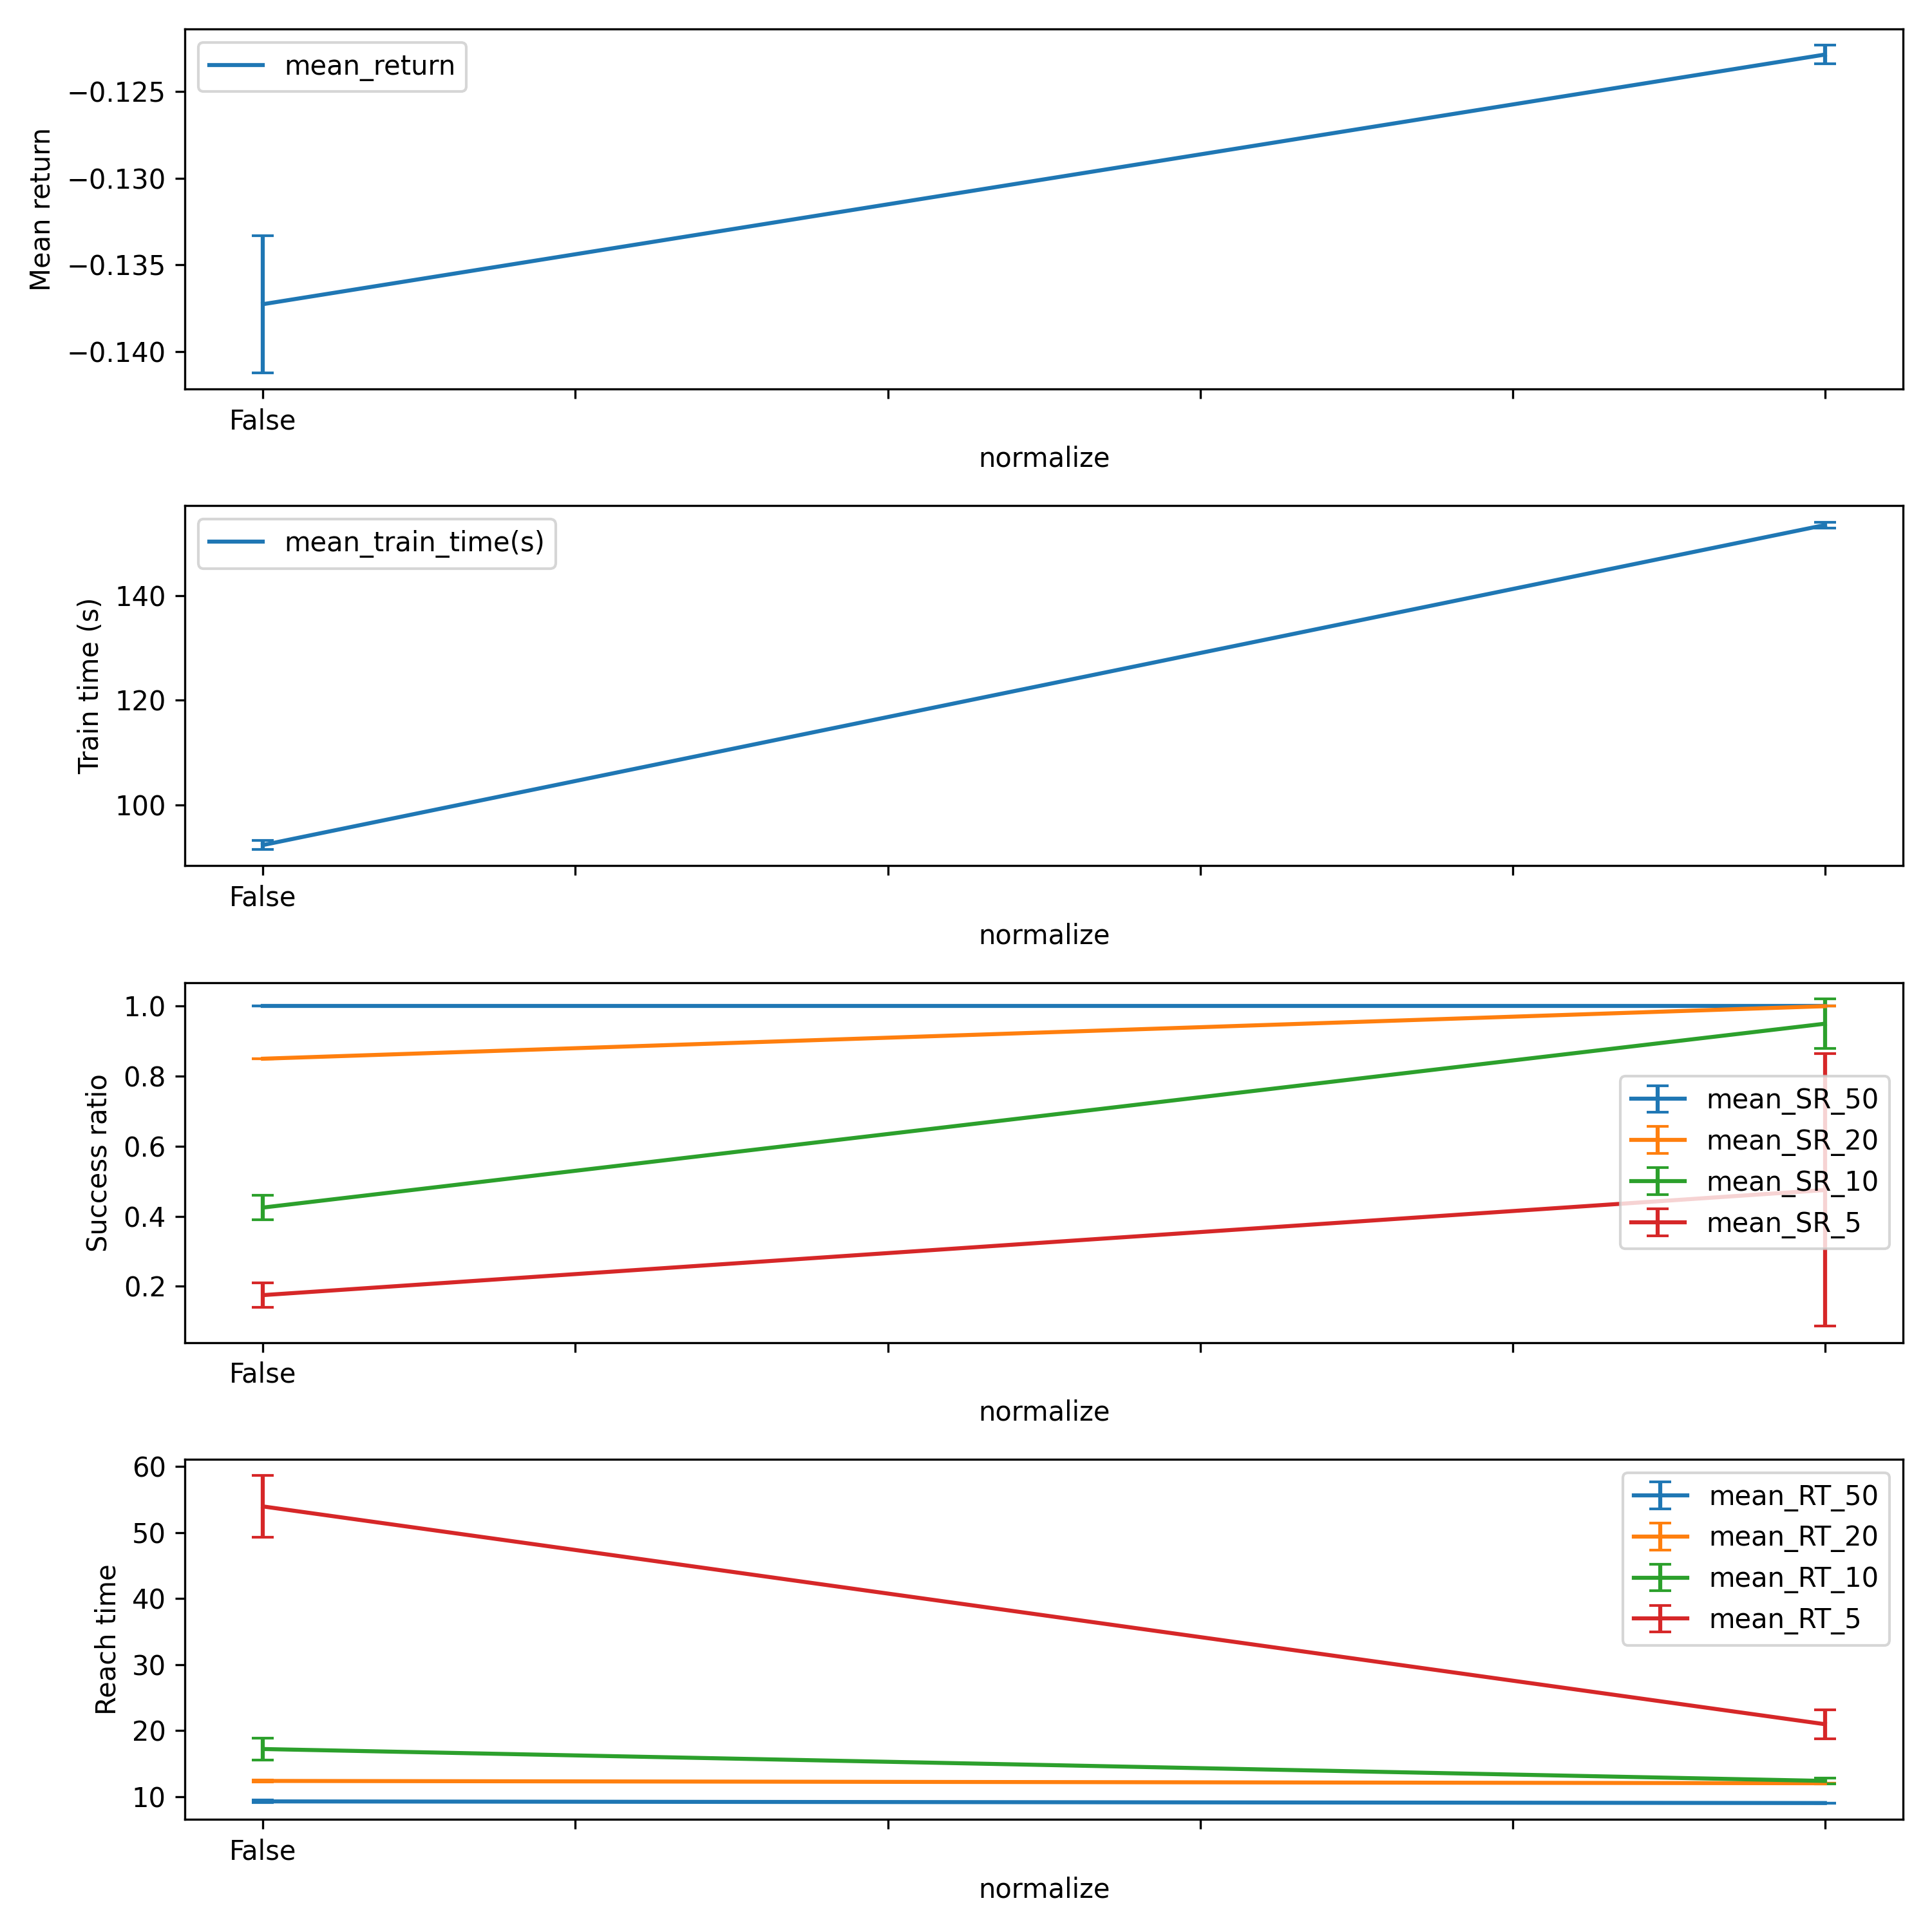 mean_return
−0.125
−0.130
−0.135
−0.140
Mean return
False
normalize
mean_train_time(s)
140
120
100
Train time (s)
False
normalize
1.0
0.8
0.6
0.4
0.2
Success ratio
mean_SR_50
mean_SR_20
mean_SR_10
mean_SR_5
False
normalize
60
50
40
30
20
10
Reach time
mean_RT_50
mean_RT_20
mean_RT_10
mean_RT_5
False
normalize